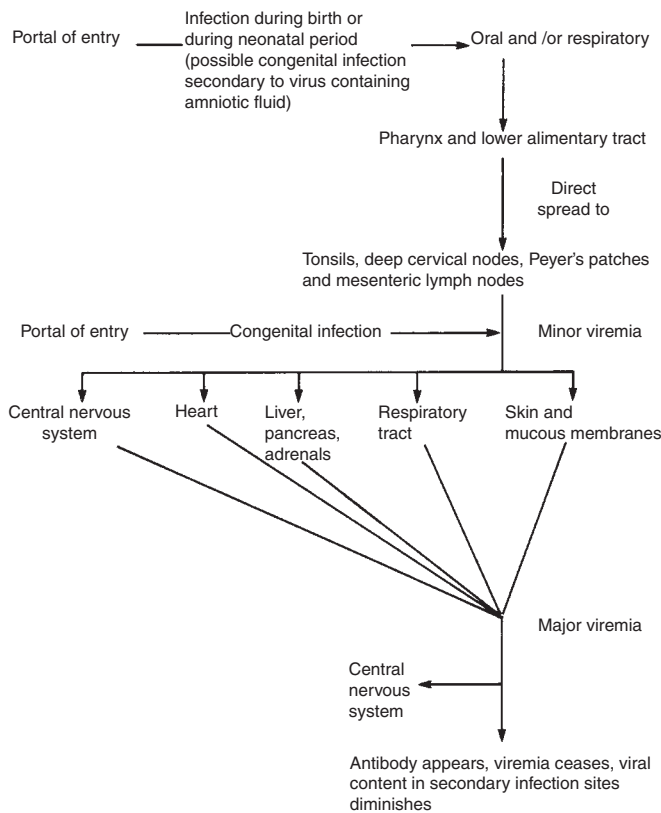 Portal of entry
Infection during birth or
during neonatal period
(possible congenital infection
secondary to virus containing
amniotic fluid)
Oral and /or respiratory
Pharynx and lower alimentary tract
Direct
spread to
Tonsils, deep cervical nodes, Peyer's patches
and mesenteric lymph nodes
Portal of entry
Congenital infection
Minor viremia
Central nervous
system
Heart
Liver,
pancreas,
adrenals
Respiratory
tract
Skin and
mucous membranes
Major viremia
Central
nervous
system
Antibody appears, viremia ceases, viral
content in secondary infection sites
diminishes